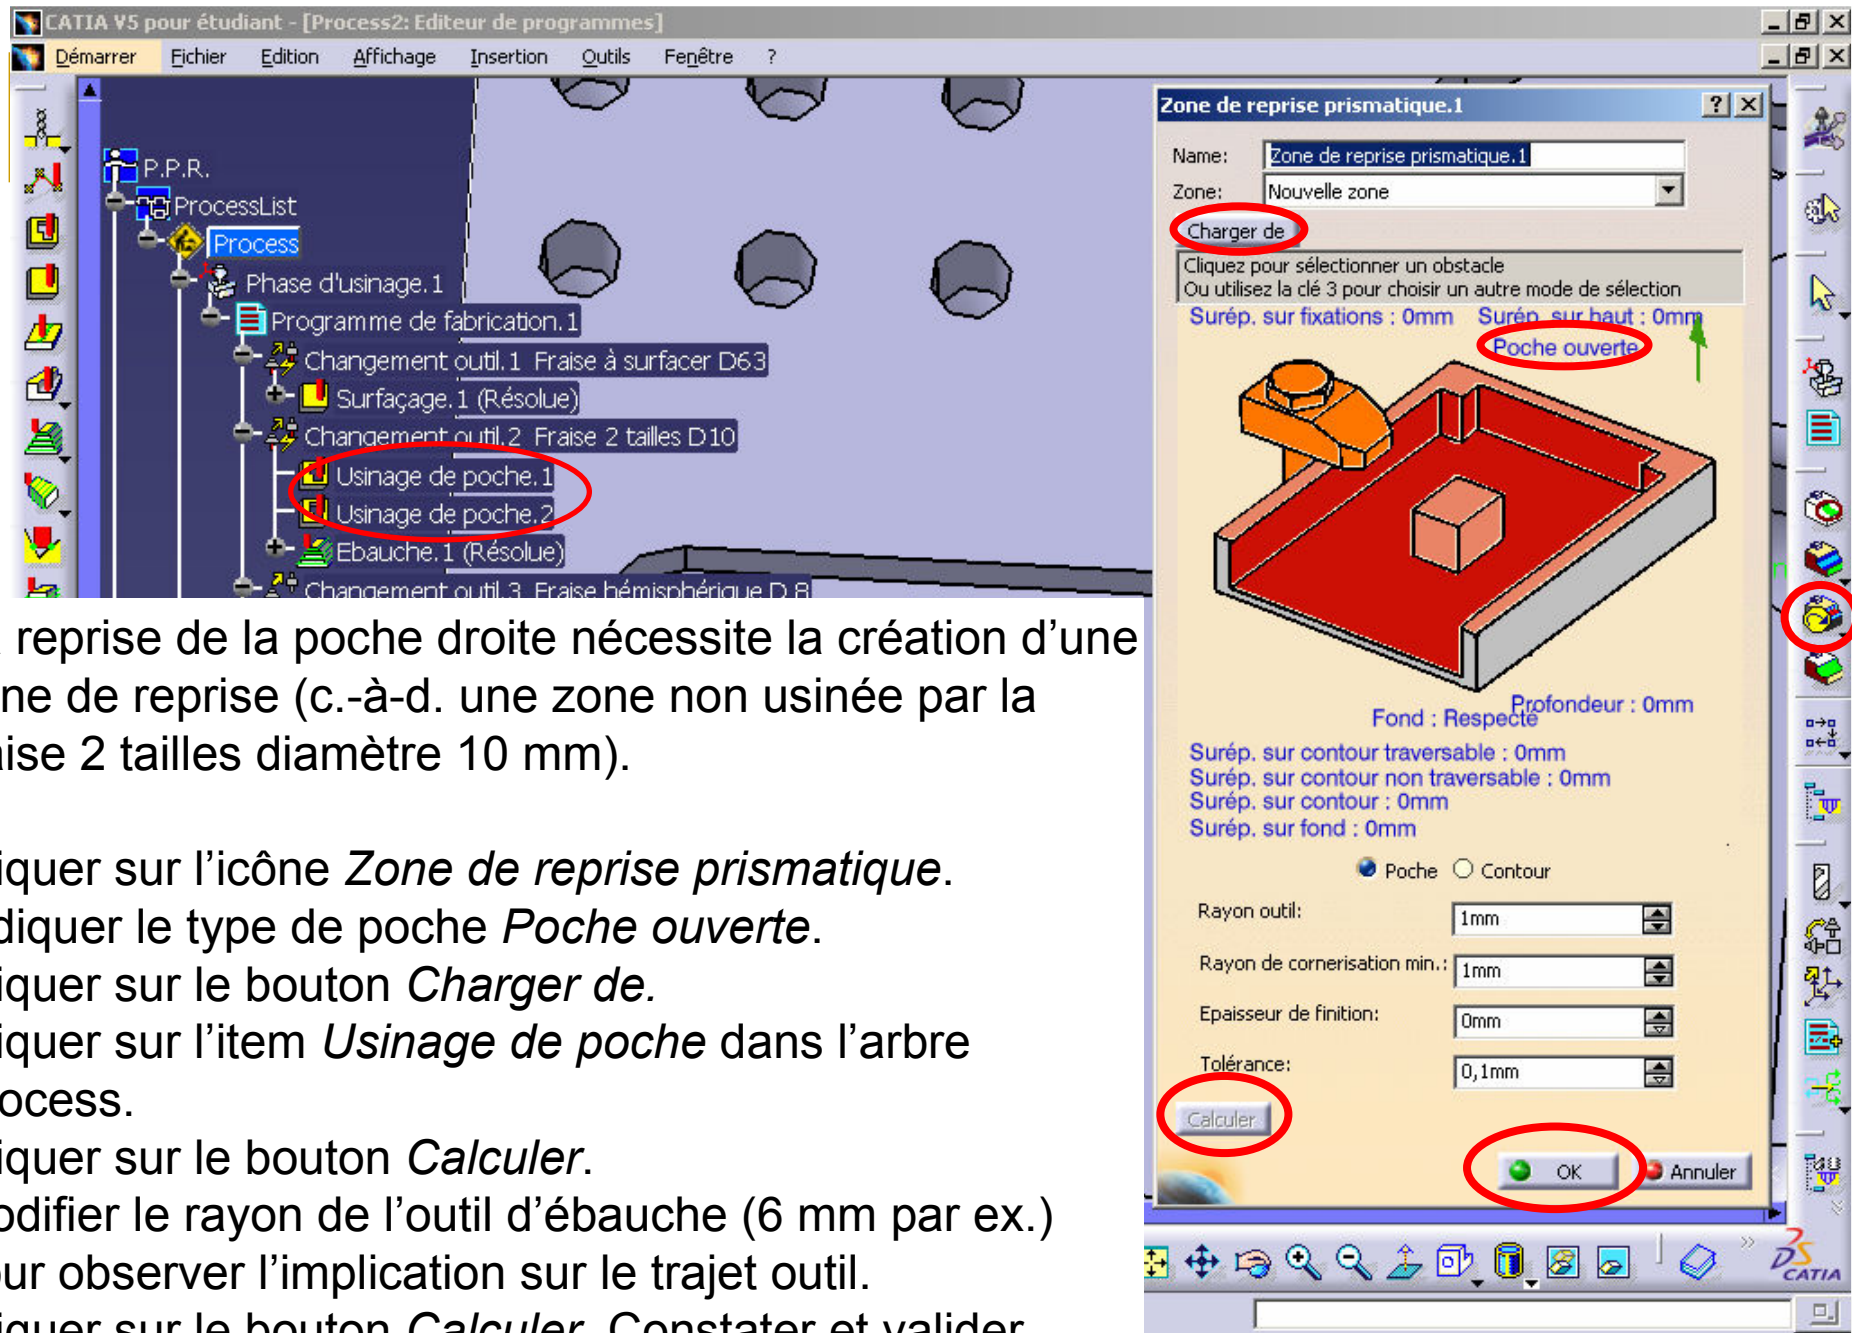 CATIA V5 pour étudiant - [Process2: Editeur de programmes]
Démarrer Fichier Edition Affichage Insertion Outils Fenêtre ?
P.P.R.
ProcessList
Process
Phase d'usinage.1
Programme de fabrication.1
Changement outil.1 Fraise à surfacer D63
Surfaçage.1 (Résolue)
Changement outil.2 Fraise 2 tailles D10
Usinage de poche.1
Usinage de poche.2
Ebauche.1 (Résolue)
Changement outil.3 Fraise hémisphérique D 8
reprise de la poche droite nécessite la création d’une
ne de reprise (c.-à-d. une zone non usinée par la
aise 2 tailles diamètre 10 mm).
iquer sur l’icône Zone de reprise prismatique.
diquer le type de poche Poche ouverte.
iquer sur le bouton Charger de.
iquer sur l’item Usinage de poche dans l’arbre
ocess.
iquer sur le bouton Calculer.
odifier le rayon de l’outil d’ébauche (6 mm par ex.)
our observer l’implication sur le trajet outil.
iquer sur le bouton Calculer. Constater et valider
Zone de reprise prismatique.1
Name: Zone de reprise prismatique.1
Zone: Nouvelle zone
Charger de
Cliquez pour sélectionner un obstacle
Ou utilisez la clé 3 pour choisir un autre mode de sélection
Surép. sur fixations : 0mm Surép. sur haut : 0mm
Poche ouverte
Profondeur : 0mm
Fond : Respecté
Surép. sur contour traversable : 0mm
Surép. sur contour non traversable : 0mm
Surép. sur contour : 0mm
Surép. sur fond : 0mm
Poche Contour
Rayon outil: 1mm
Rayon de cornerisation min.: 1mm
Epaisseur de finition: 0mm
Tolérance: 0,1mm
Calculer
OK Annuler
CATIA